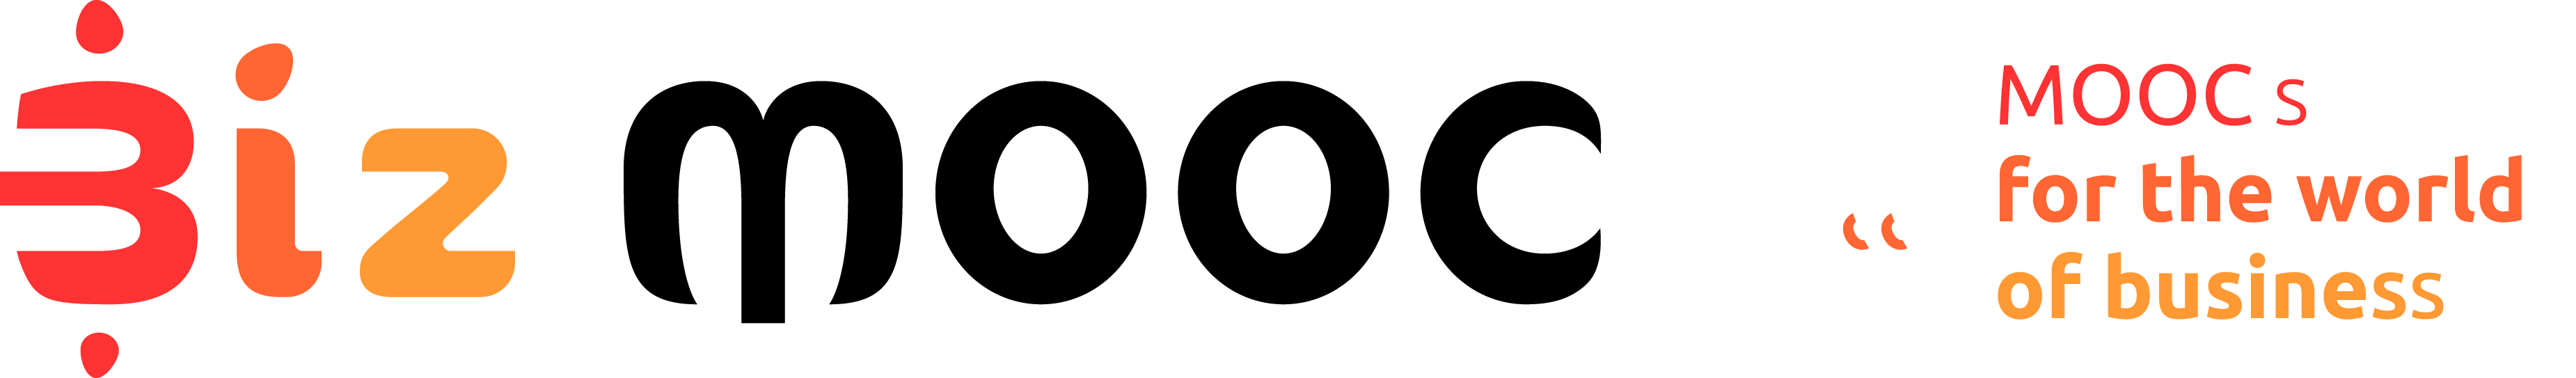 Biz mooc
“
MOOC s
for the world
of business